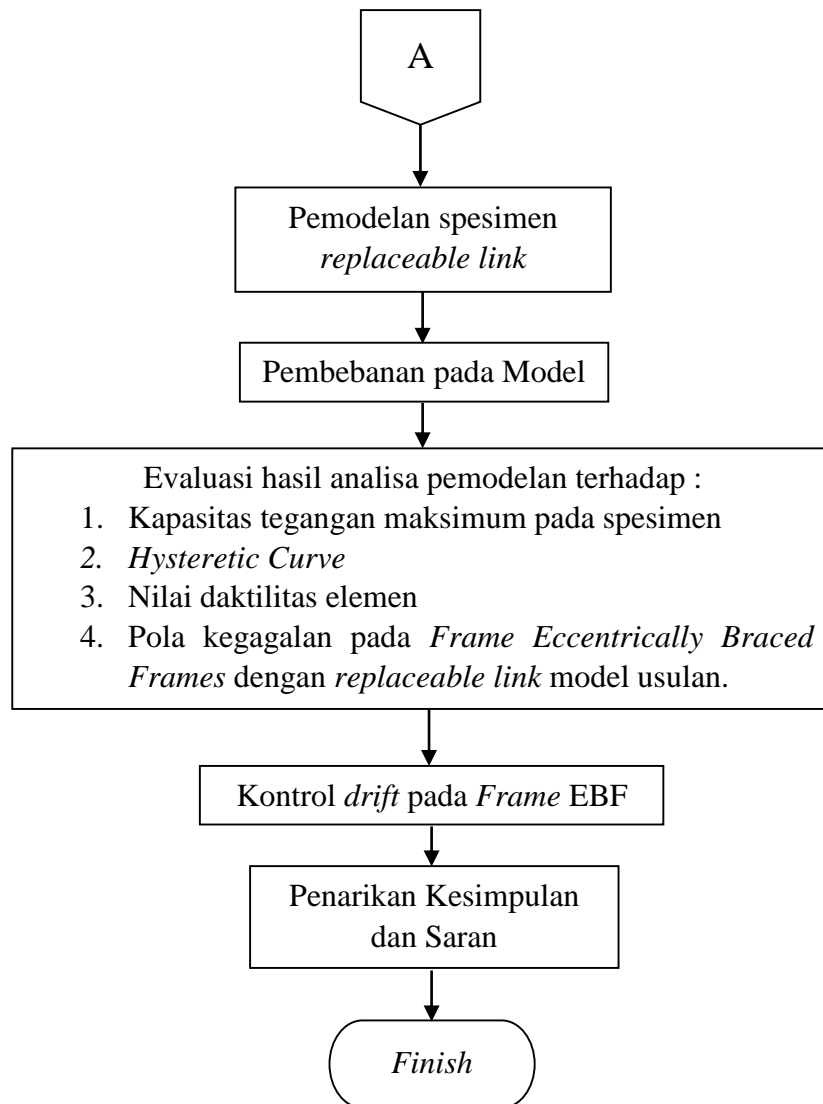 A
Pemodelan spesimen
replaceable link
Pembebanan pada Model
Evaluasi hasil analisa pemodelan terhadap :
1. Kapasitas tegangan maksimum pada spesimen
2. Hysteretic Curve
3. Nilai daktilitas elemen
4. Pola kegagalan pada Frame Eccentrically Braced
Frames dengan replaceable link model usulan.
Kontrol drift pada Frame EBF
Penarikan Kesimpulan
dan Saran
Finish